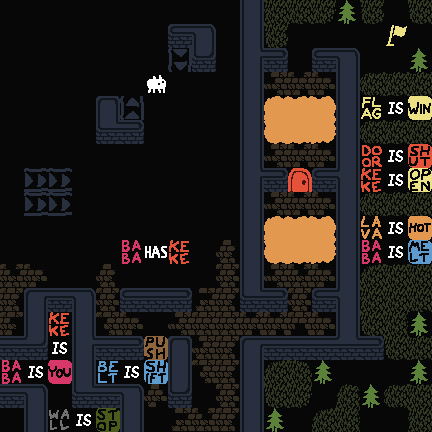 FLAG IS WIN
DOOR IS SHUT
KEKE IS OPEN
LAVA IS HOT
BABA HAS KEKE
BABA IS MELT
KEKE
IS
PUSH
BABA IS YOU
BELT IS SHIFT
WALL IS STOP